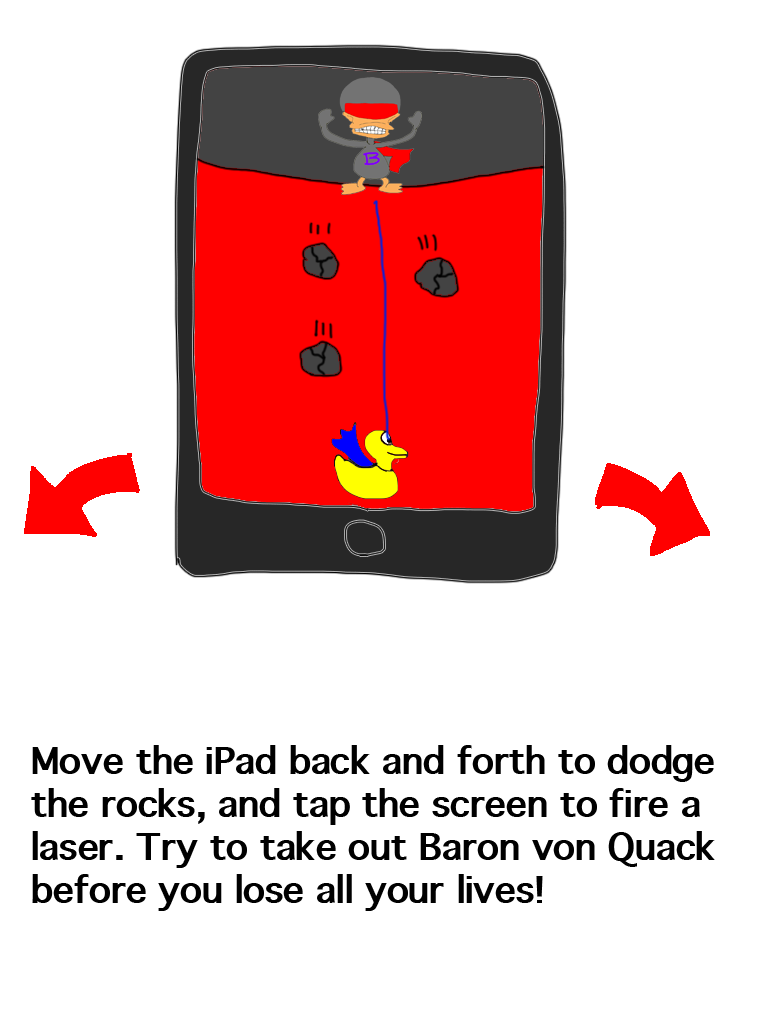 B
Move the iPad back and forth to dodge
the rocks, and tap the screen to fire a
laser. Try to take out Baron von Quack
before you lose all your lives!